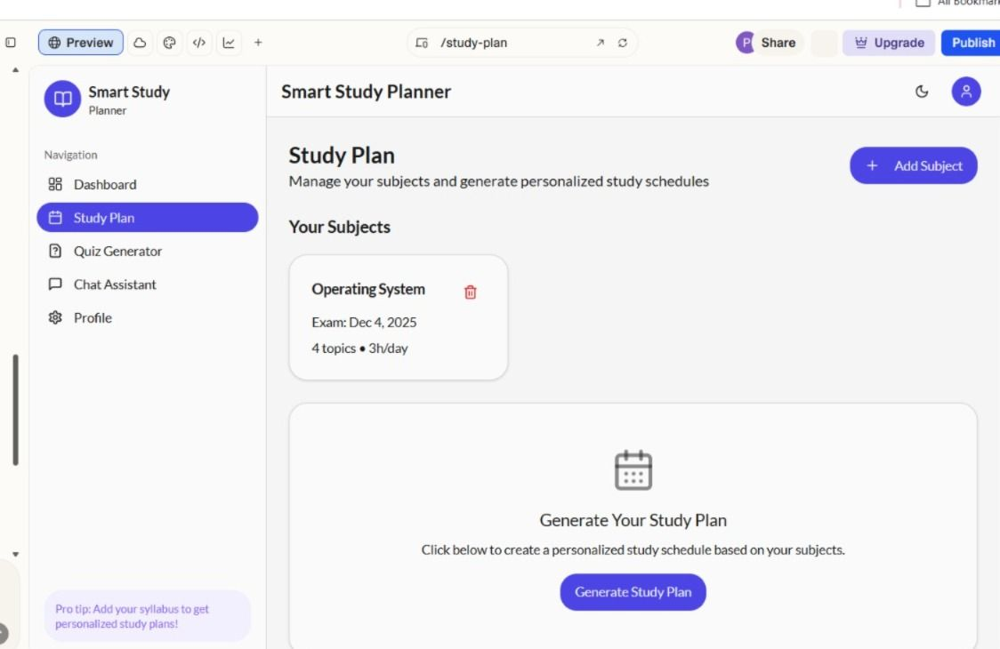 All Bookmark
Preview
/study-plan
P
Share
Upgrade
Publish
Smart Study
Planner
Smart Study Planner
Navigation
Dashboard
Study Plan
Quiz Generator
Chat Assistant
Profile
Study Plan
Manage your subjects and generate personalized study schedules
+ Add Subject
Your Subjects
Operating System
Exam: Dec 4, 2025
4 topics • 3h/day
Generate Your Study Plan
Click below to create a personalized study schedule based on your subjects.
Generate Study Plan
Pro tip: Add your syllabus to get
personalized study plans!